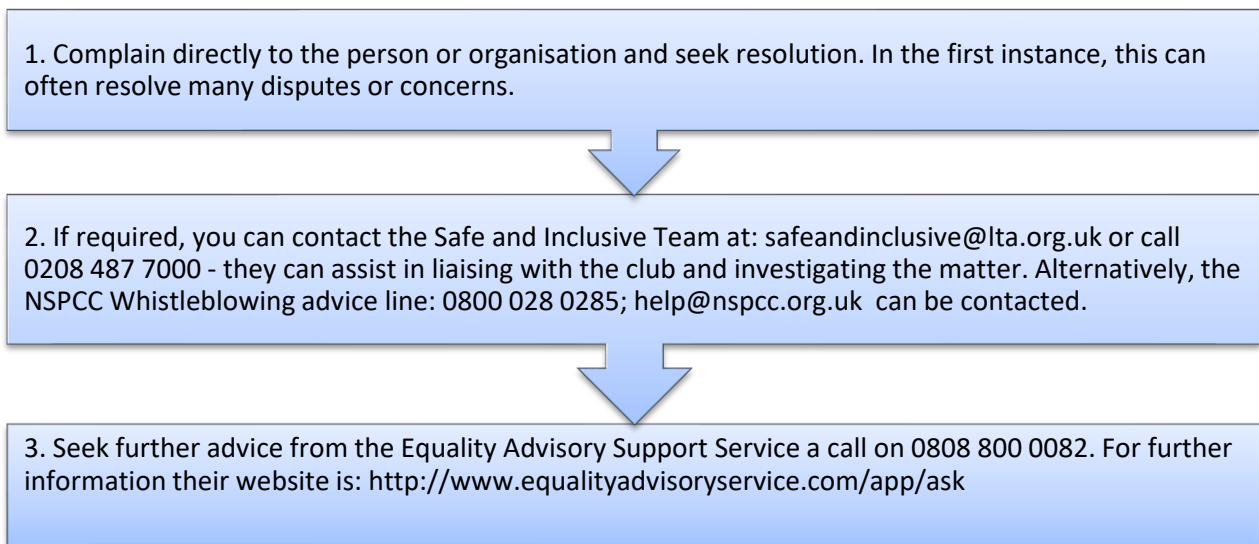 1. Complain directly to the person or organisation and seek resolution. In the first instance, this can
often resolve many disputes or concerns.
2. If required, you can contact the Safe and Inclusive Team at: safeandinclusive@lta.org.uk or call
0208 487 7000 - they can assist in liaising with the club and investigating the matter. Alternatively, the
NSPCC Whistleblowing advice line: 0800 028 0285; help@nspcc.org.uk  can be contacted.
3. Seek further advice from the Equality Advisory Support Service a call on 0808 800 0082. For further
information their website is: http://www.equalityadvisoryservice.com/app/ask